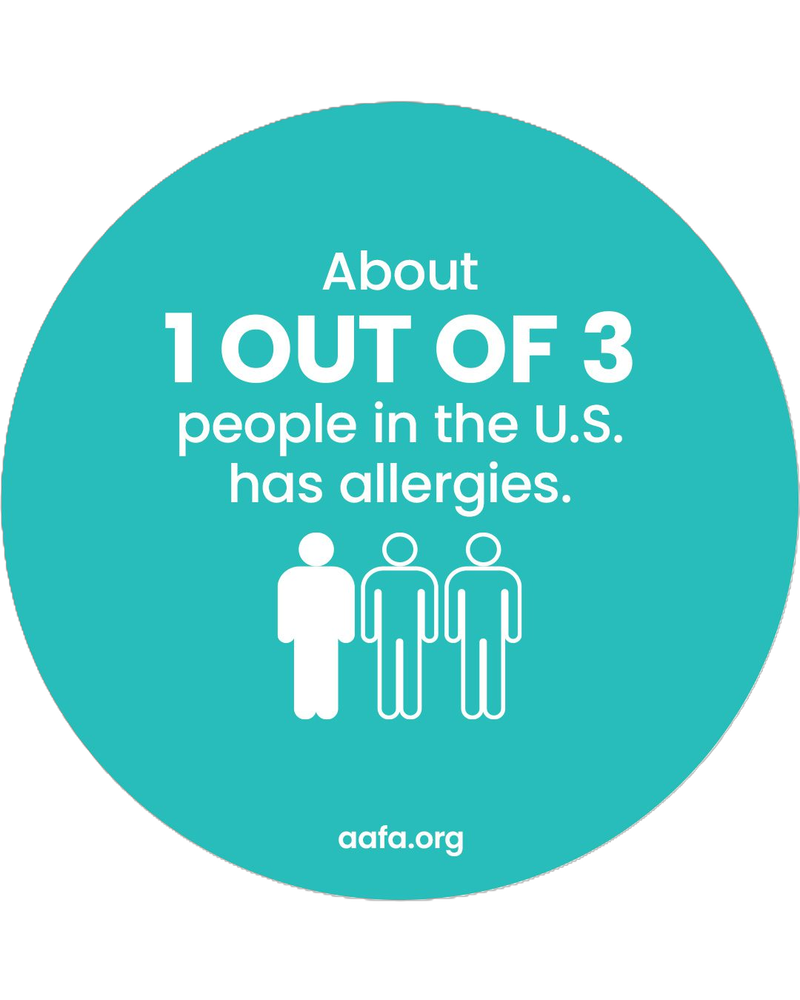 About
1 OUT OF 3
people in the U.S.
has allergies.
aafa.org